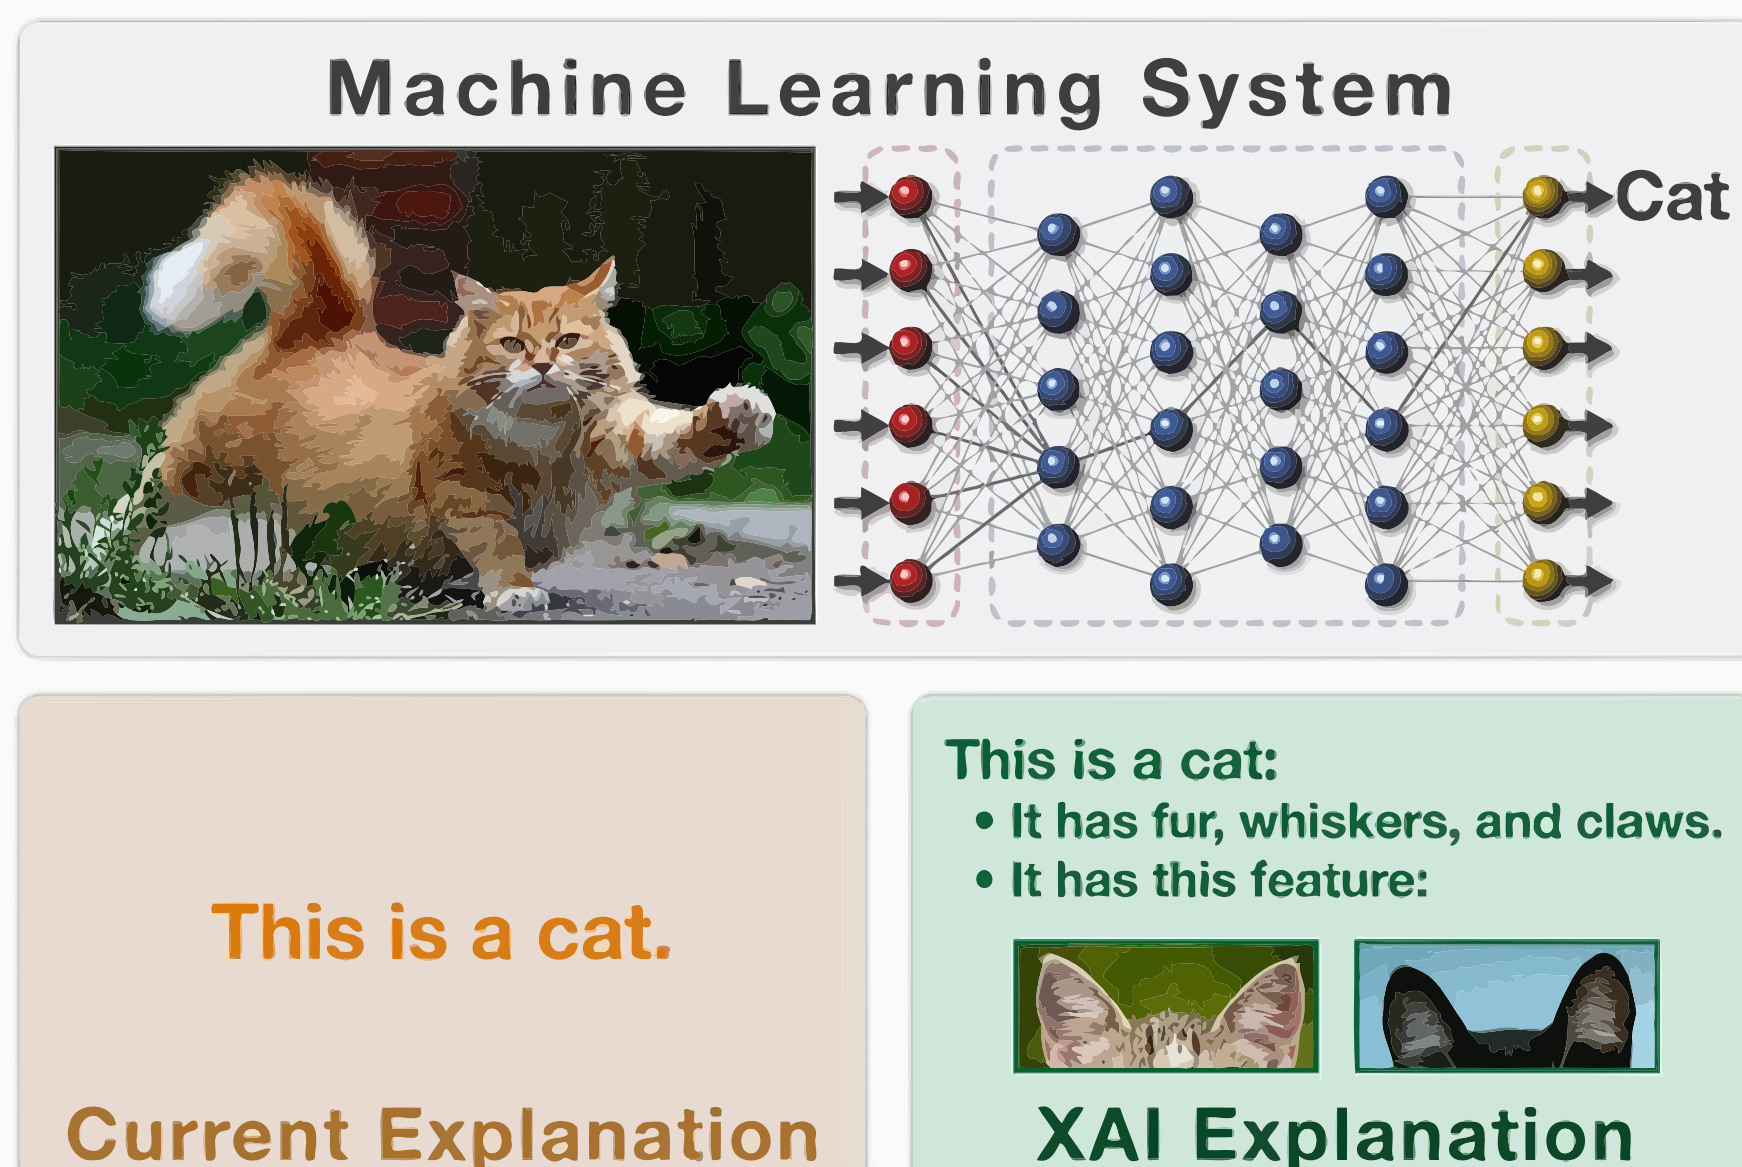 Machine Learning System
Cat
This is a cat.
Current Explanation
This is a cat:
• It has fur, whiskers, and claws.
• It has this feature:
XAI Explanation